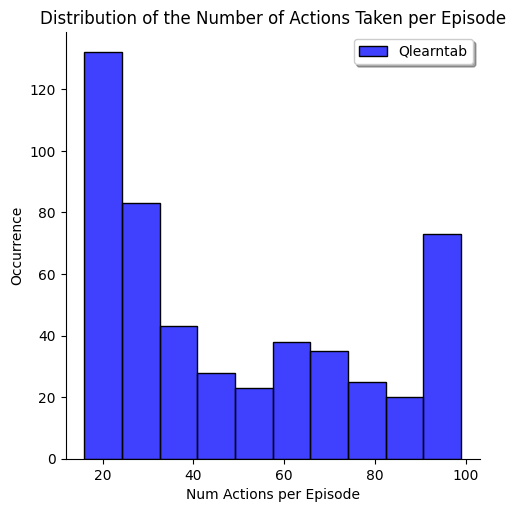 Distribution of the Number of Actions Taken per Episode
Qlearntab
120
100
80
60
40
20
0
Occurrence
20 40 60 80 100
Num Actions per Episode